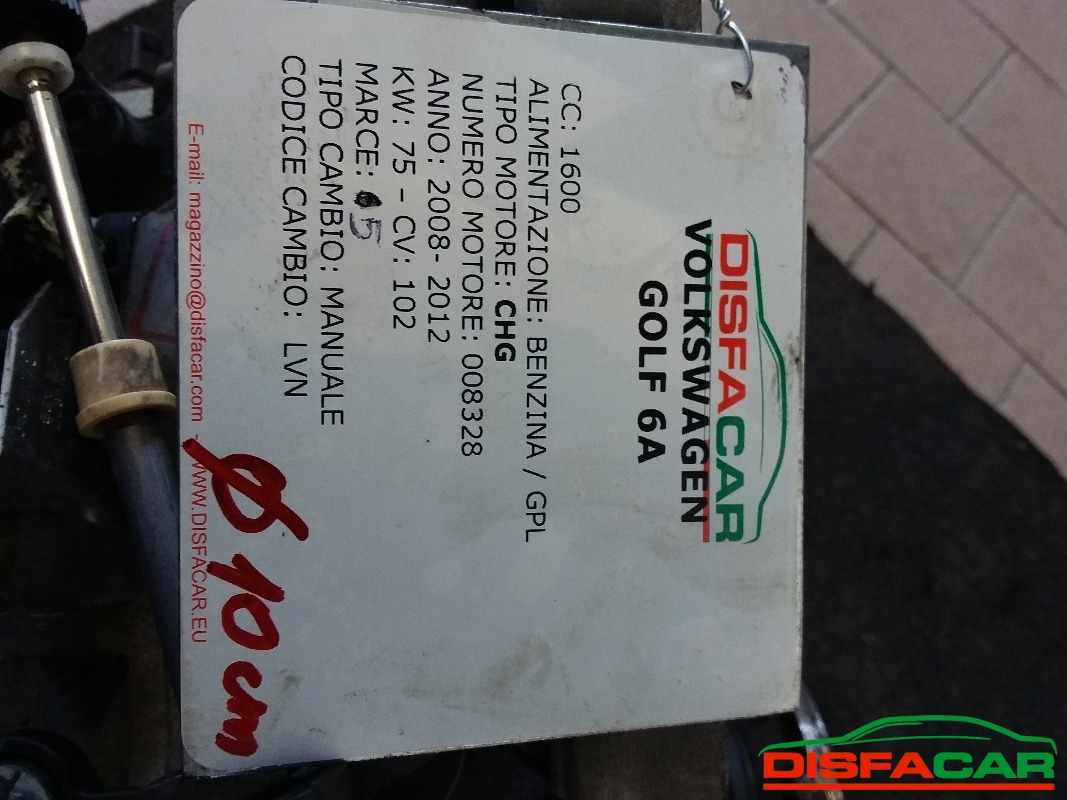 DISFACAR
VOLKSWAGEN
GOLF 6A
CC: 1600
ALIMENTAZIONE: BENZINA / GPL
TIPO MOTORE: CHG
NUMERO MOTORE: 008328
ANNO: 2008- 2012
KW: 75 - CV: 102
MARCE: 5
TIPO CAMBIO: MANUALE
CODICE CAMBIO: LVN
E-mail: magazzino@disfacar.com - WWW.DISFACAR.EU
Ø 10 cm
DISFACAR